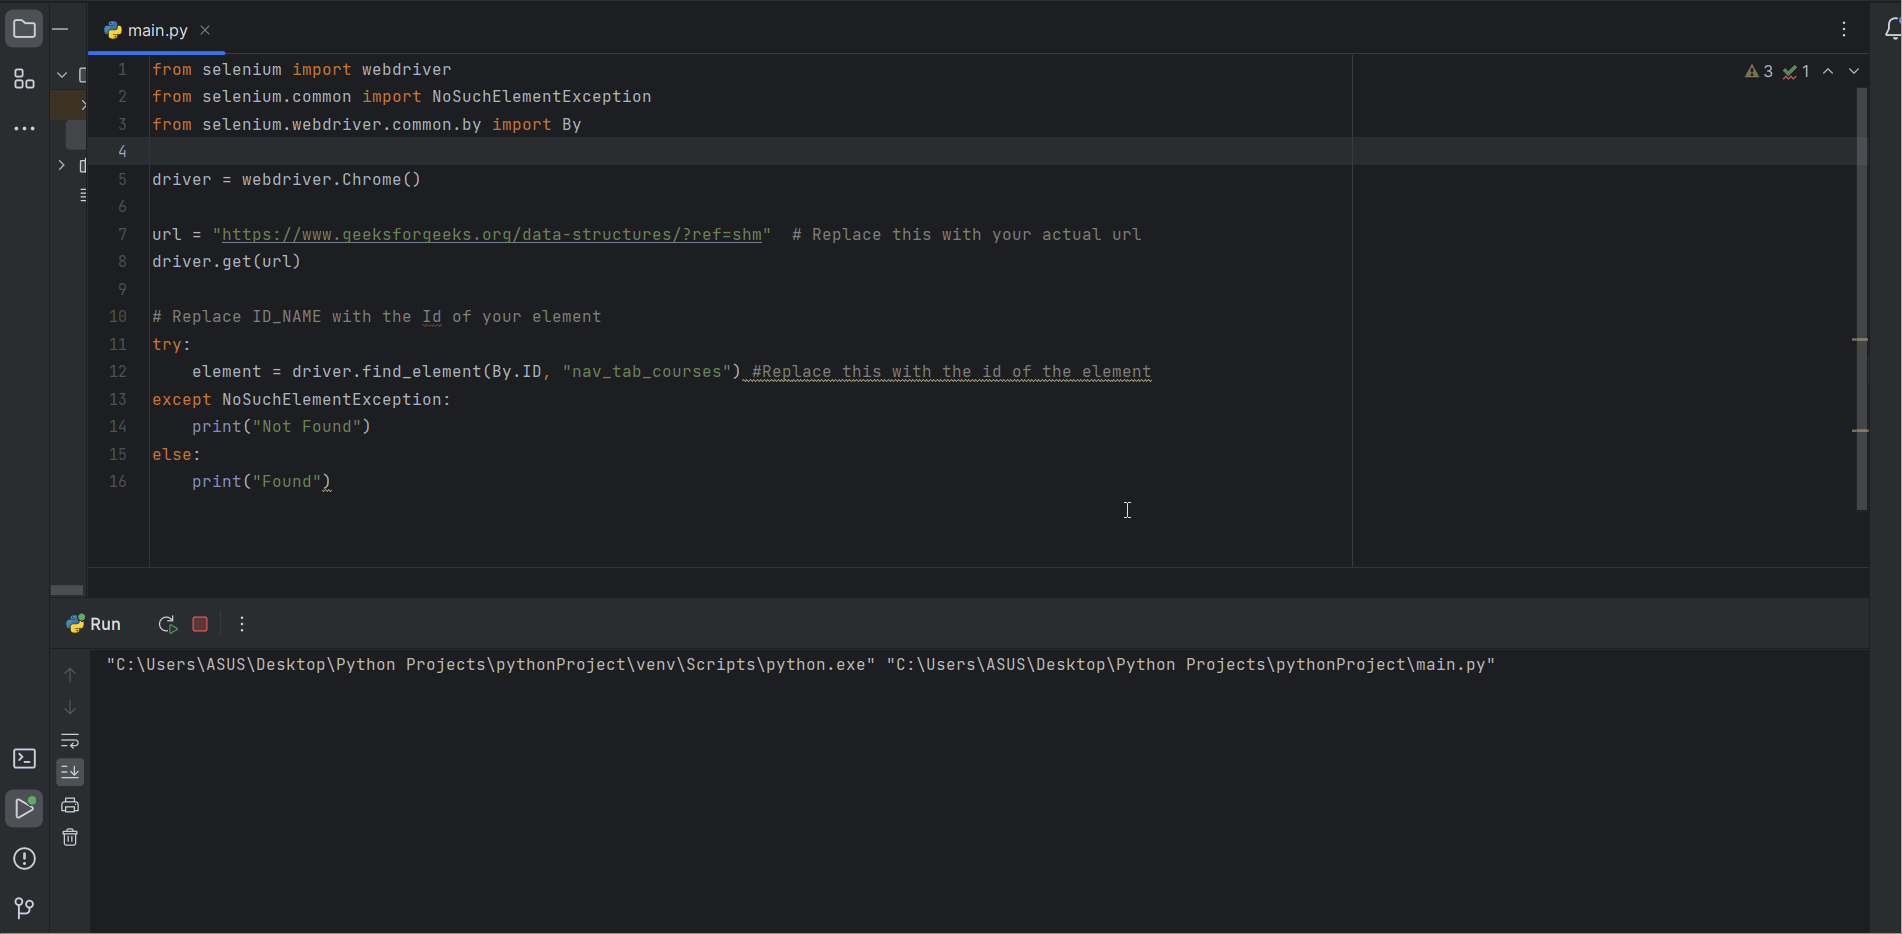 main.py
3 1
1 from selenium import webdriver
2 from selenium.common import NoSuchElementException
3 from selenium.webdriver.common.by import By
4
5 driver = webdriver.Chrome()
6
7 url = "https://www.geeksforgeeks.org/data-structures/?ref=shm"  # Replace this with your actual url
8 driver.get(url)
9
10 # Replace ID_NAME with the Id of your element
11 try:
12     element = driver.find_element(By.ID, "nav_tab_courses") #Replace this with the id of the element
13 except NoSuchElementException:
14     print("Not Found")
15 else:
16     print("Found")
Run
"C:\Users\ASUS\Desktop\Python Projects\pythonProject\venv\Scripts\python.exe" "C:\Users\ASUS\Desktop\Python Projects\pythonProject\main.py"